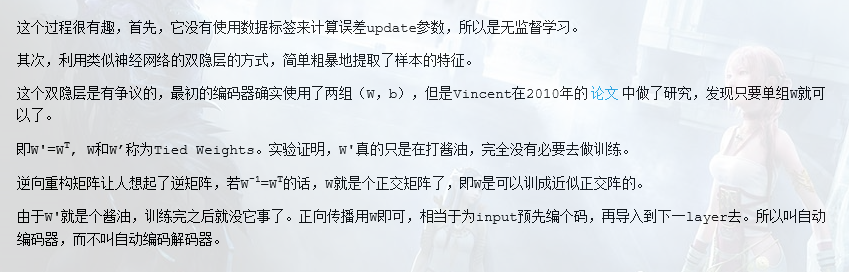 这个过程很有趣，首先，它没有使用数据标签来计算误差update参数，所以是无监督学习。
其次，利用类似神经网络的双隐层的方式，简单粗暴地提取了样本的特征。
这个双隐层是有争议的，最初的编码器确实使用了两组（W，b），但是Vincent在2010年的论文中做了研究，发现只要单组W就可
以了。
即W'=Wᵀ, W和W’称为Tied Weights。实验证明，W'真的只是在打酱油，完全没有必要去做训练。
逆向重构矩阵让人想起了逆矩阵，若W⁻¹=Wᵀ的话，W就是个正交矩阵了，即W是可以训成近似正交阵的。
由于W'就是个酱油，训练完之后就没它事了。正向传播用W即可，相当于为input预先编个码，再导入到下一layer去。所以叫自动
编码器，而不叫自动编码解码器。